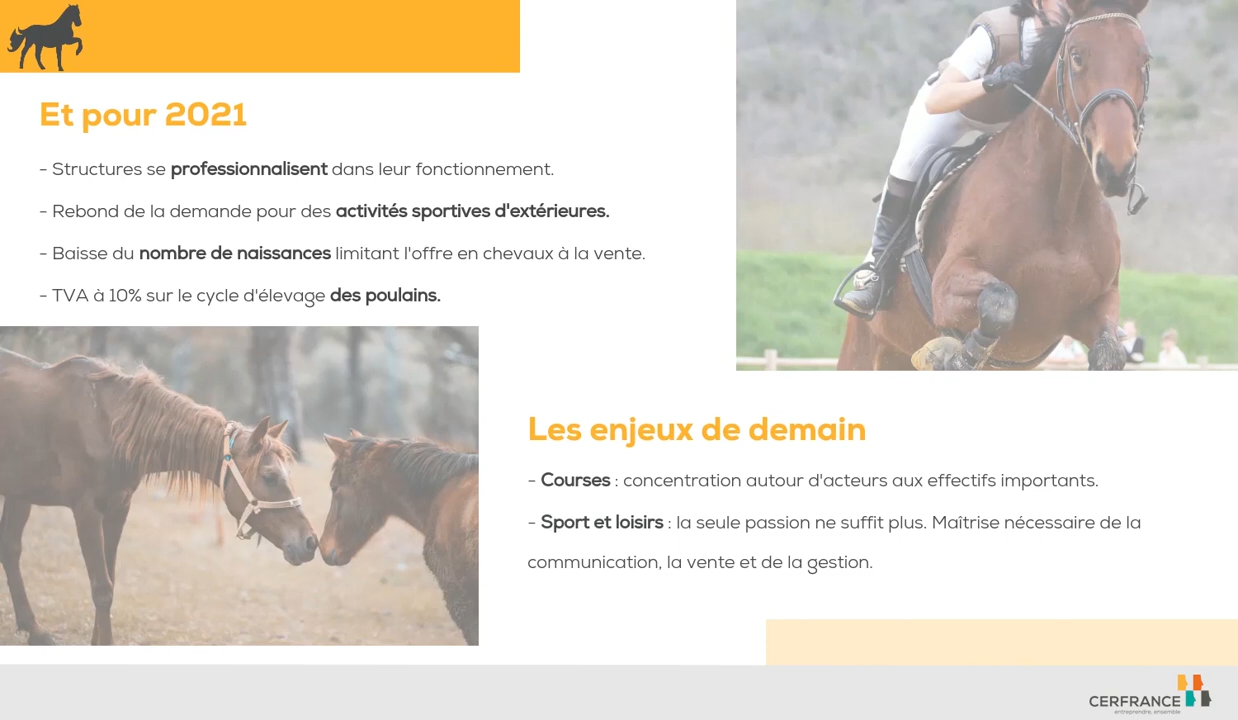 Et pour 2021
- Structures se professionnalisent dans leur fonctionnement.
- Rebond de la demande pour des activités sportives d'extérieures.
- Baisse du nombre de naissances limitant l'offre en chevaux à la vente.
- TVA à 10% sur le cycle d'élevage des poulains.
Les enjeux de demain
- Courses : concentration autour d'acteurs aux effectifs importants.
- Sport et loisirs : la seule passion ne suffit plus. Maîtrise nécessaire de la
communication, la vente et de la gestion.
CERFRANCE
entreprendre, ensemble